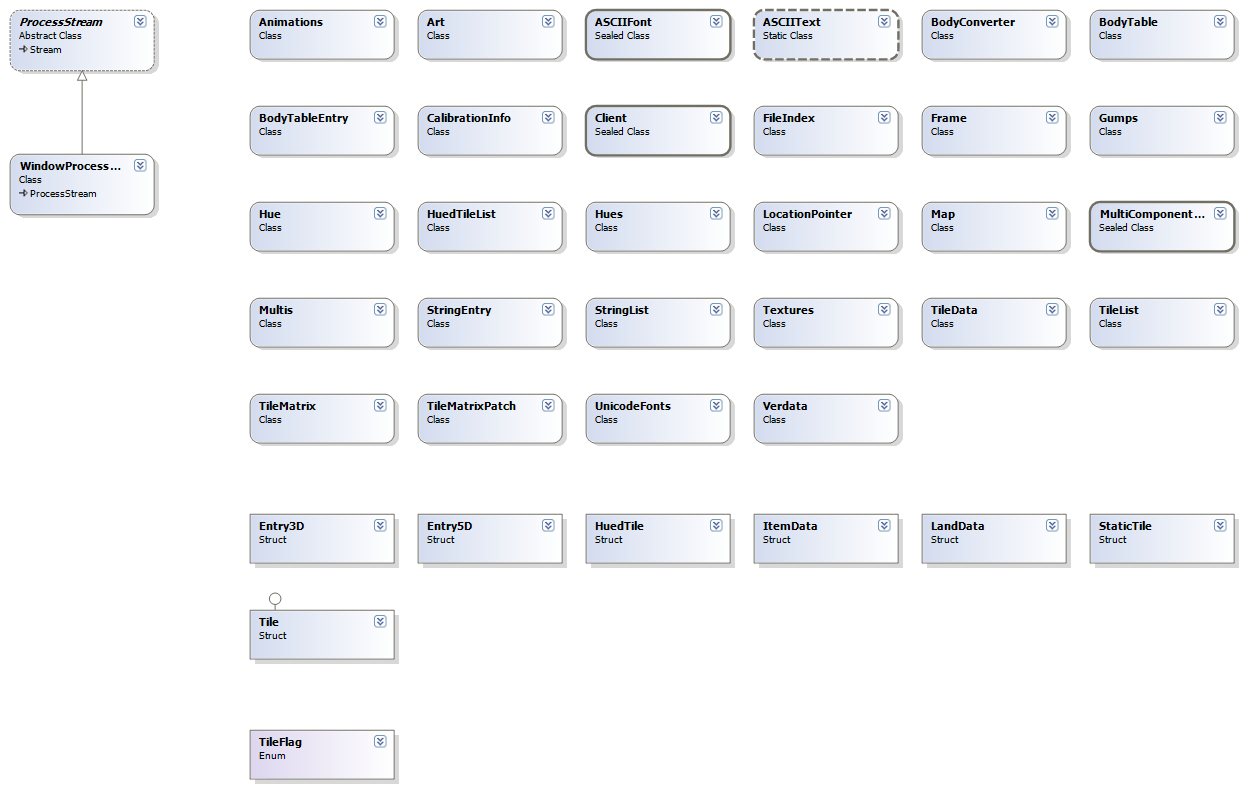 ProcessStream
Abstract Class
Stream
WindowProcess...
Class
ProcessStream
Animations
Class
Art
Class
ASCIIFont
Sealed Class
ASCIIText
Static Class
BodyConverter
Class
BodyTable
Class
BodyTableEntry
Class
CalibrationInfo
Class
Client
Sealed Class
FileIndex
Class
Frame
Class
Gumps
Class
Hue
Class
HuedTileList
Class
Hues
Class
LocationPointer
Class
Map
Class
MultiComponent...
Sealed Class
Multis
Class
StringEntry
Class
StringList
Class
Textures
Class
TileData
Class
TileList
Class
TileMatrix
Class
TileMatrixPatch
Class
UnicodeFonts
Class
Verdata
Class
Entry3D
Struct
Entry5D
Struct
HuedTile
Struct
ItemData
Struct
LandData
Struct
StaticTile
Struct
Tile
Struct
TileFlag
Enum